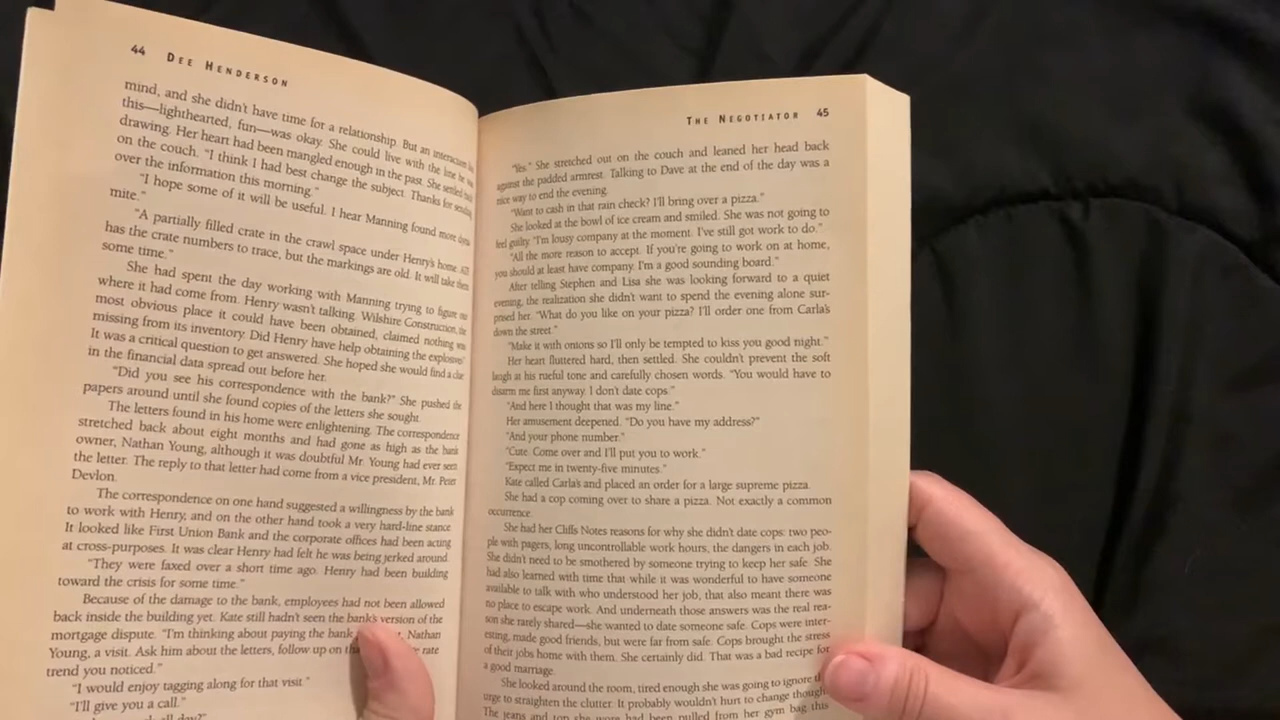 44 DEE HENDERSON
mind, and she didn't have time for a relationship. But an interaction like
this—lighthearted, fun—was okay. She could live with the line he was
drawing. Her heart had been mangled enough in the past. She settled back
on the couch. "I think I had best change the subject. Thanks for sending
over the information this morning."
"I hope some of it will be useful. I hear Manning found more dyna-
mite."
"A partially filled crate in the crawl space under Henry's home. ATF
has the crate numbers to trace, but the markings are old. It will take them
some time."
She had spent the day working with Manning trying to figure out
where it had come from. Henry wasn't talking. Wilshire Construction, the
most obvious place it could have been obtained, claimed nothing was
missing from its inventory. Did Henry have help obtaining the explosives?
It was a critical question to get answered. She hoped she would find a clue
in the financial data spread out before her.
"Did you see his correspondence with the bank?" She pushed the
papers around until she found copies of the letters she sought.
The letters found in his home were enlightening. The correspondence
stretched back about eight months and had gone as high as the bank
owner, Nathan Young, although it was doubtful Mr. Young had ever seen
the letter. The reply to that letter had come from a vice president, Mr. Peter
Devlon.
The correspondence on one hand suggested a willingness by the bank
to work with Henry, and on the other hand took a very hard-line stance.
It looked like First Union Bank and the corporate offices had been acting
at cross-purposes. It was clear Henry had felt he was being jerked around.
"They were faxed over a short time ago. Henry had been building
toward the crisis for some time."
Because of the damage to the bank, employees had not been allowed
back inside the building yet. Kate still hadn't seen the bank's version of the
mortgage dispute. "I'm thinking about paying the bank Nathan
Young, a visit. Ask him about the letters, follow up on rate
trend you noticed."
"I would enjoy tagging along for that visit."
"I'll give you a call."
all day?"
THE NEGOTIATOR 45
"Yes." She stretched out on the couch and leaned her head back
against the padded armrest. Talking to Dave at the end of the day was a
nice way to end the evening.
"Want to cash in that rain check? I'll bring over a pizza."
She looked at the bowl of ice cream and smiled. She was not going to
feel guilty. "I'm lousy company at the moment. I've still got work to do."
"All the more reason to accept. If you're going to work on at home,
you should at least have company. I'm a good sounding board."
After telling Stephen and Lisa she was looking forward to a quiet
evening, the realization she didn't want to spend the evening alone sur-
prised her. "What do you like on your pizza? I'll order one from Carla's
down the street."
"Make it with onions so I'll only be tempted to kiss you good night."
Her heart fluttered hard, then settled. She couldn't prevent the soft
laugh at his rueful tone and carefully chosen words. "You would have to
disarm me first anyway. I don't date cops."
"And here I thought that was my line."
Her amusement deepened. "Do you have my address?"
"And your phone number."
"Cute. Come over and I'll put you to work."
"Expect me in twenty-five minutes."
Kate called Carla's and placed an order for a large supreme pizza.
She had a cop coming over to share a pizza. Not exactly a common
occurrence.
She had her Cliffs Notes reasons for why she didn't date cops: two peo-
ple with pagers, long uncontrollable work hours, the dangers in each job.
She didn't need to be smothered by someone trying to keep her safe. She
had also learned with time that while it was wonderful to have someone
available to talk with who understood her job, that also meant there was
no place to escape work. And underneath those answers was the real rea-
son she rarely shared—she wanted to date someone safe. Cops were inter-
esting, made good friends, but were far from safe. Cops brought the stress
of their jobs home with them. She certainly did. That was a bad recipe for
a good marriage.
She looked around the room, tired enough she was going to ignore the
urge to straighten the clutter. It probably wouldn't hurt to change though.
The jeans and top she wore had been pulled from her gym bag this